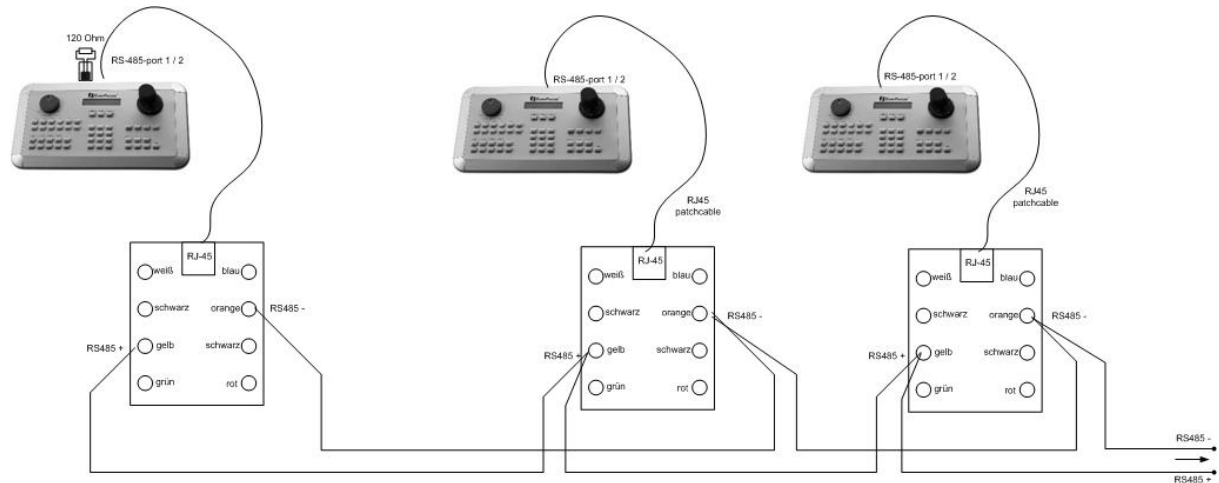 120 Ohm
RS-485-port 1 / 2
RS-485-port 1 / 2
RS-485-port 1 / 2
EverFocus
EverFocus
EverFocus
RJ45
patchcable
RJ45
patchcable
RJ-45
weiß
blau
schwarz
orange
RS485 -
RS485 +
gelb
schwarz
grün
rot
RJ-45
weiß
blau
schwarz
orange
RS485 -
RS485 +
gelb
schwarz
grün
rot
RJ-45
weiß
blau
schwarz
orange
RS485 -
RS485 +
gelb
schwarz
grün
rot
RS485 -
RS485 +